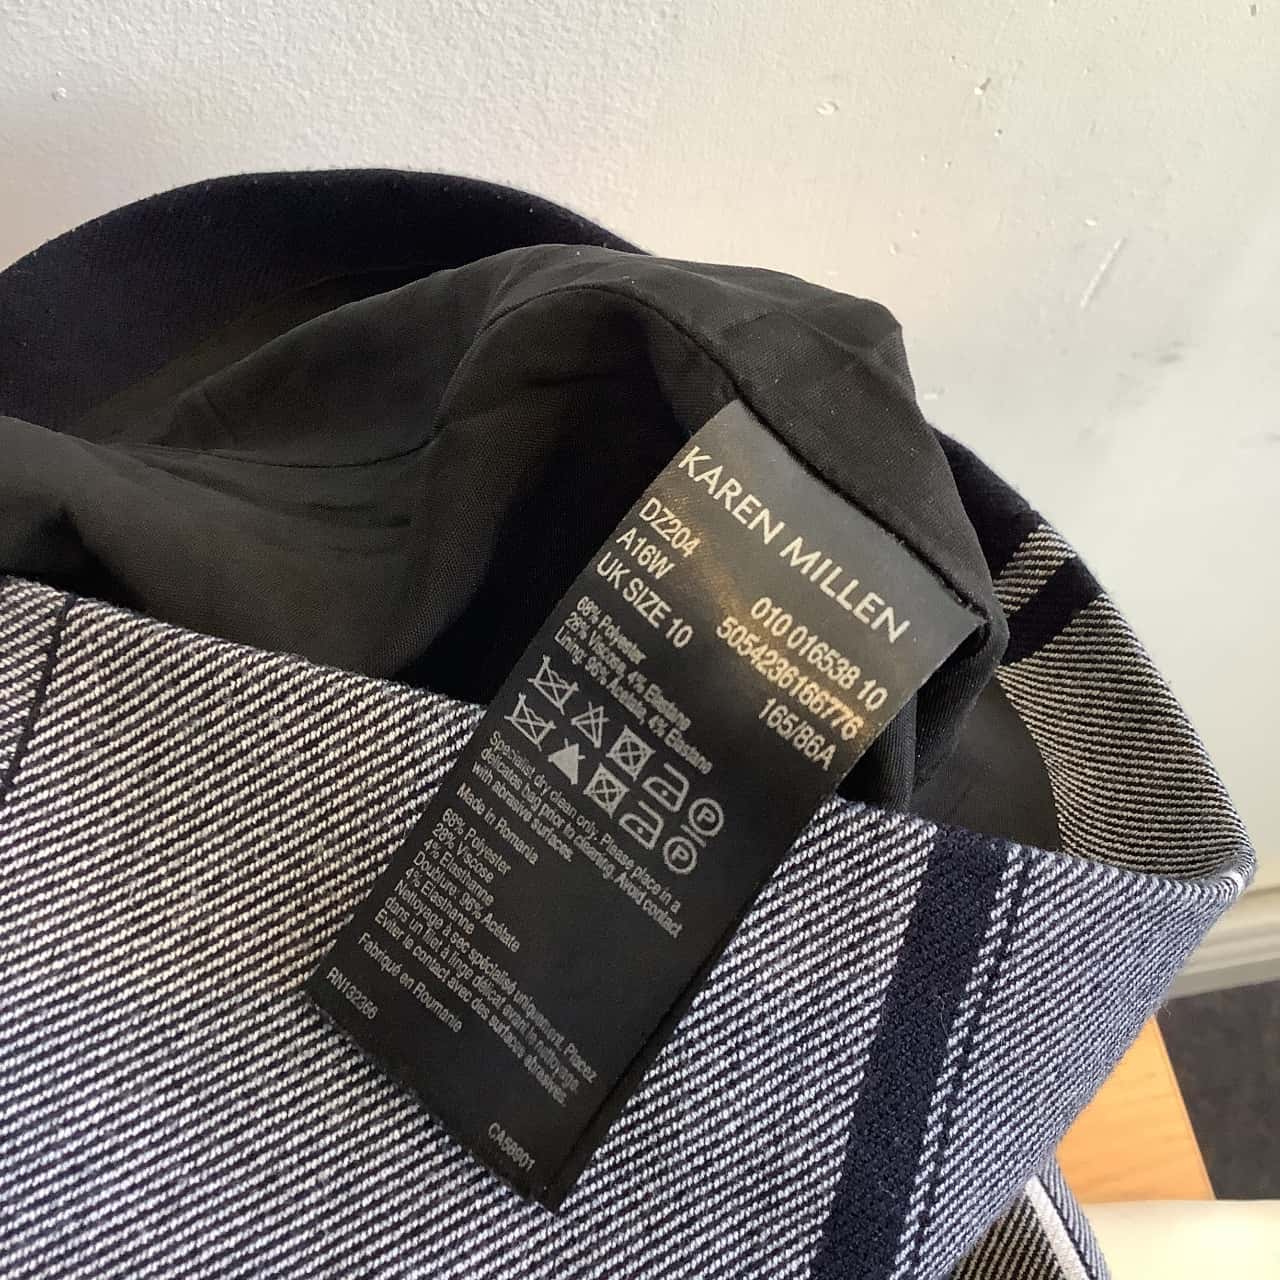 KAREN MILLEN
DZ204
010 016538 10
A16W
5054236166776
UK SIZE 10
165/86A
68% Polyester
28% Viscose, 4% Elastane
Lining: 96% Acetate, 4% Elastane
P
P
Specialist dry clean only. Please place in a
delicates bag prior to cleaning. Avoid contact
with abrasive surfaces.
Made in Romania
68% Polyester
28% Viscose
4% Elasthanne
Doublure: 96% Acétate
4% Elasthanne
Nettoyage à sec spécialisé uniquement. Placez
dans un filet à linge délicat avant le nettoyage.
Eviter le contact avec des surfaces abrasives.
Fabriqué en Roumanie
RN132256
CA58901